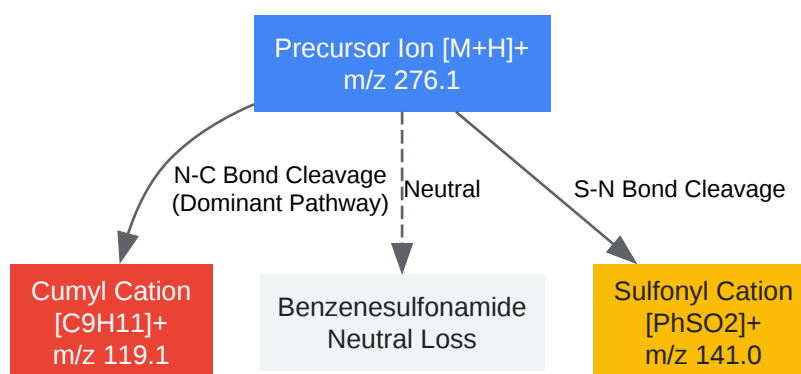 Precursor Ion [M+H]+
m/z 276.1
N-C Bond Cleavage
(Dominant Pathway)
Neutral
S-N Bond Cleavage
Cumyl Cation
[C9H11]+
m/z 119.1
Benzenesulfonamide
Neutral Loss
Sulfonyl Cation
[PhSO2]+
m/z 141.0